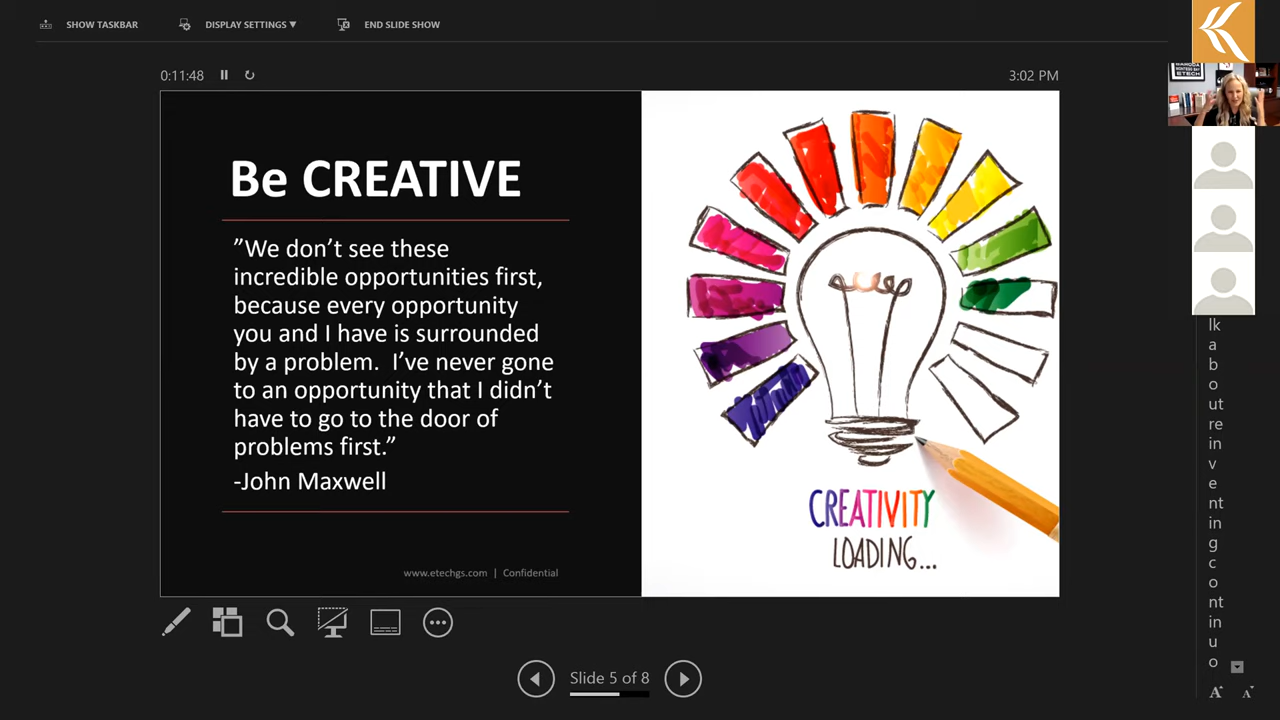 SHOW TASKBAR
DISPLAY SETTINGS ▼
END SLIDE SHOW
0:11:48
3:02 PM
Be CREATIVE
”We don’t see these
incredible opportunities first,
because every opportunity
you and I have is surrounded
by a problem. I’ve never gone
to an opportunity that I didn’t
have to go to the door of
problems first.”
-John Maxwell
www.etechgs.com | Confidential
CREATIVITY
LOADING...
Slide 5 of 8
ETECH
lk
a
b
o
ut
re
in
v
e
nt
in
g
c
o
nt
in
u
o
A
A